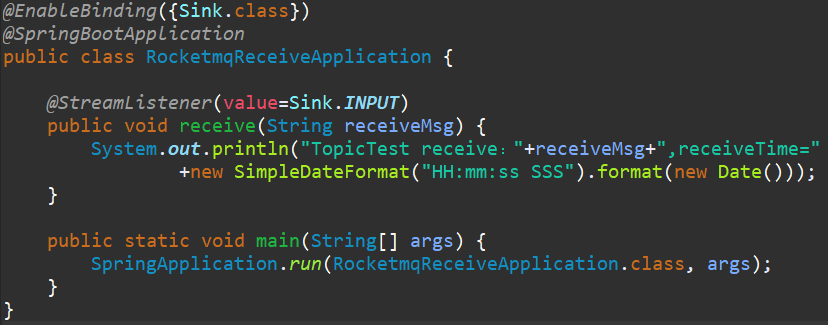 @EnableBinding({Sink.class})
@SpringBootApplication
public class RocketmqReceiveApplication {

    @StreamListener(value=Sink.INPUT)
    public void receive(String receiveMsg) {
        System.out.println("TopicTest receive："+receiveMsg+",receiveTime="
                +new SimpleDateFormat("HH:mm:ss SSS").format(new Date()));
    }

    public static void main(String[] args) {
        SpringApplication.run(RocketmqReceiveApplication.class, args);
    }
}